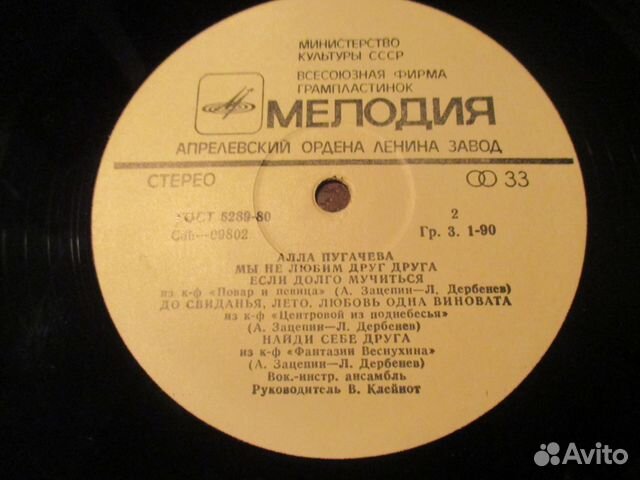 МИНИСТЕРСТВО
КУЛЬТУРЫ СССР
ВСЕСОЮЗНАЯ ФИРМА
ГРАМПЛАСТИНОК
МЕЛОДИЯ
АПРЕЛЕВСКИЙ ОРДЕНА ЛЕНИНА ЗАВОД
СТЕРЕО 33
ГОСТ 5289-80 2
09802 Гр. 3. 1-90
АЛЛА ПУГАЧЕВА
МЫ НЕ ЛЮБИМ ДРУГ ДРУГА
ЕСЛИ ДОЛГО МУЧИТЬСЯ
из к-ф «Повар и певица» (А. Зацепин—Л. Дербенев)
ДО СВИДАНЬЯ, ЛЕТО. ЛЮБОВЬ ОДНА ВИНОВАТА
из к-ф «Центровой из поднебесья»
(А. Зацепин—Л. Дербенев)
НАЙДИ СЕБЕ ДРУГА
из к-ф «Фантазии Веснухина»
(А. Зацепин—Л. Дербенев)
Вок.-инстр. ансамбль
Руководитель В. Клейнот
Avito